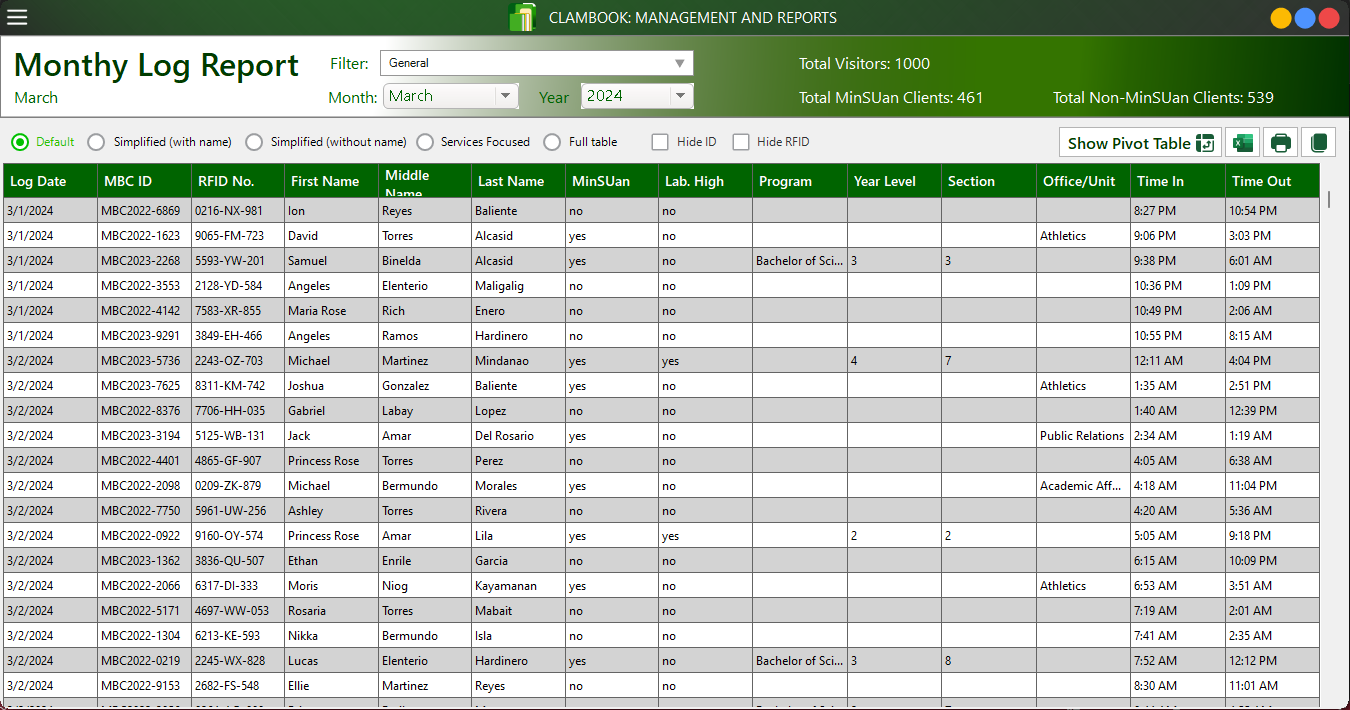 CLAMBOOK: MANAGEMENT AND REPORTS
Monthy Log Report
March
Filter: General
Month: March Year 2024
Total Visitors: 1000
Total MinSUan Clients: 461 Total Non-MinSUan Clients: 539
Default Simplified (with name) Simplified (without name) Services Focused Full table Hide ID Hide RFID Show Pivot Table
Log Date MBC ID RFID No. First Name Middle Name Last Name MinSUan Lab. High Program Year Level Section Office/Unit Time In Time Out
3/1/2024 MBC2022-6869 0216-NX-981 Ion Reyes Baliente no no 8:27 PM 10:54 PM
3/1/2024 MBC2022-1623 9065-FM-723 David Torres Alcasid yes no Athletics 9:06 PM 3:03 PM
3/1/2024 MBC2023-2268 5593-YW-201 Samuel Binelda Alcasid yes no Bachelor of Sci... 3 3 9:38 PM 6:01 AM
3/1/2024 MBC2022-3553 2128-YD-584 Angeles Elenterio Maligalig no no 10:36 PM 1:09 PM
3/1/2024 MBC2022-4142 7583-XR-855 Maria Rose Rich Enero no no 10:49 PM 2:06 AM
3/1/2024 MBC2023-9291 3849-EH-466 Angeles Ramos Hardinero no no 10:55 PM 8:15 AM
3/2/2024 MBC2023-5736 2243-OZ-703 Michael Martinez Mindanao yes yes 4 7 12:11 AM 4:04 PM
3/2/2024 MBC2023-7625 8311-KM-742 Joshua Gonzalez Baliente yes no Athletics 1:35 AM 2:51 PM
3/2/2024 MBC2022-8376 7706-HH-035 Gabriel Labay Lopez no no 1:40 AM 12:39 PM
3/2/2024 MBC2023-3194 5125-WB-131 Jack Amar Del Rosario yes no Public Relations 2:34 AM 1:19 AM
3/2/2024 MBC2022-4401 4865-GF-907 Princess Rose Torres Perez no no 4:05 AM 6:38 AM
3/2/2024 MBC2022-2098 0209-ZK-879 Michael Bermundo Morales yes no Academic Aff... 4:18 AM 11:04 PM
3/2/2024 MBC2022-7750 5961-UW-256 Ashley Torres Rivera no no 4:20 AM 5:36 AM
3/2/2024 MBC2022-0922 9160-OY-574 Princess Rose Amar Lila yes yes 2 2 5:05 AM 9:18 PM
3/2/2024 MBC2023-1362 3836-QU-507 Ethan Enrile Garcia no no 6:15 AM 10:09 PM
3/2/2024 MBC2022-2066 6317-DI-333 Moris Niog Kayamanan yes no Athletics 6:53 AM 3:51 AM
3/2/2024 MBC2022-5171 4697-WW-053 Rosaria Torres Mabait no no 7:19 AM 2:01 AM
3/2/2024 MBC2022-1304 6213-KE-593 Nikka Bermundo Isla no no 7:41 AM 2:35 AM
3/2/2024 MBC2022-0219 2245-WX-828 Lucas Elenterio Hardinero yes no Bachelor of Sci... 3 8 7:52 AM 12:12 PM
3/2/2024 MBC2022-9153 2682-FS-548 Ellie Martinez Reyes no no 8:30 AM 11:01 AM